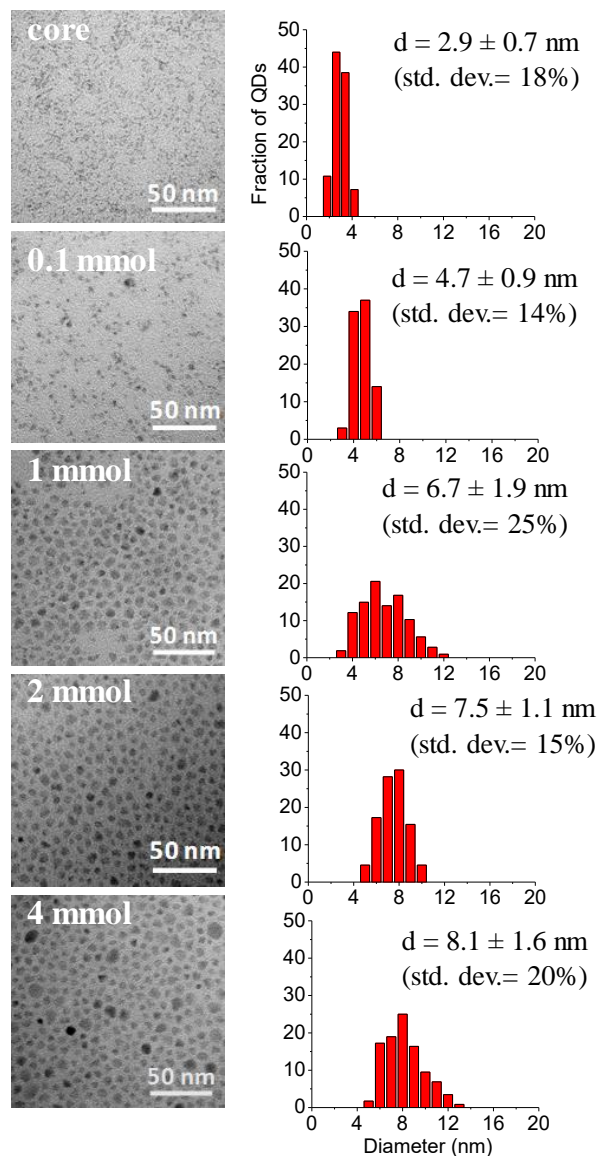 core
50 nm
Fraction of QDs
50
40
30
20
10
0
0 4 8 12 16 20
d = 2.9 ± 0.7 nm
(std. dev.= 18%)
0.1 mmol
50 nm
50
40
30
20
10
0
0 4 8 12 16 20
d = 4.7 ± 0.9 nm
(std. dev.= 14%)
1 mmol
50 nm
50
40
30
20
10
0
0 4 8 12 16 20
d = 6.7 ± 1.9 nm
(std. dev.= 25%)
2 mmol
50 nm
50
40
30
20
10
0
0 4 8 12 16 20
d = 7.5 ± 1.1 nm
(std. dev.= 15%)
4 mmol
50 nm
50
40
30
20
10
0
0 4 8 12 16 20
d = 8.1 ± 1.6 nm
(std. dev.= 20%)
Diameter (nm)